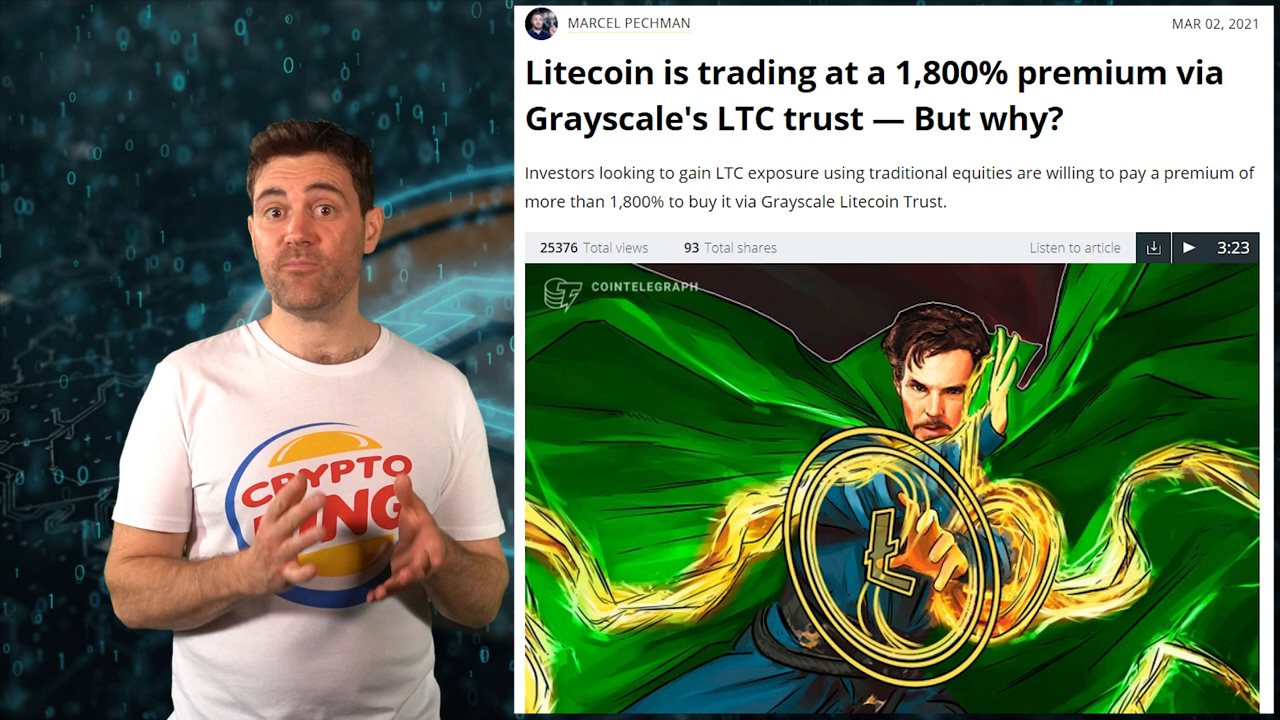 CRYPTO
KING
MARCEL PECHMAN
MAR 02, 2021
Litecoin is trading at a 1,800% premium via
Grayscale's LTC trust — But why?
Investors looking to gain LTC exposure using traditional equities are willing to pay a premium of
more than 1,800% to buy it via Grayscale Litecoin Trust.
25376 Total views 93 Total shares Listen to article 3:23
COINTELEGRAPH